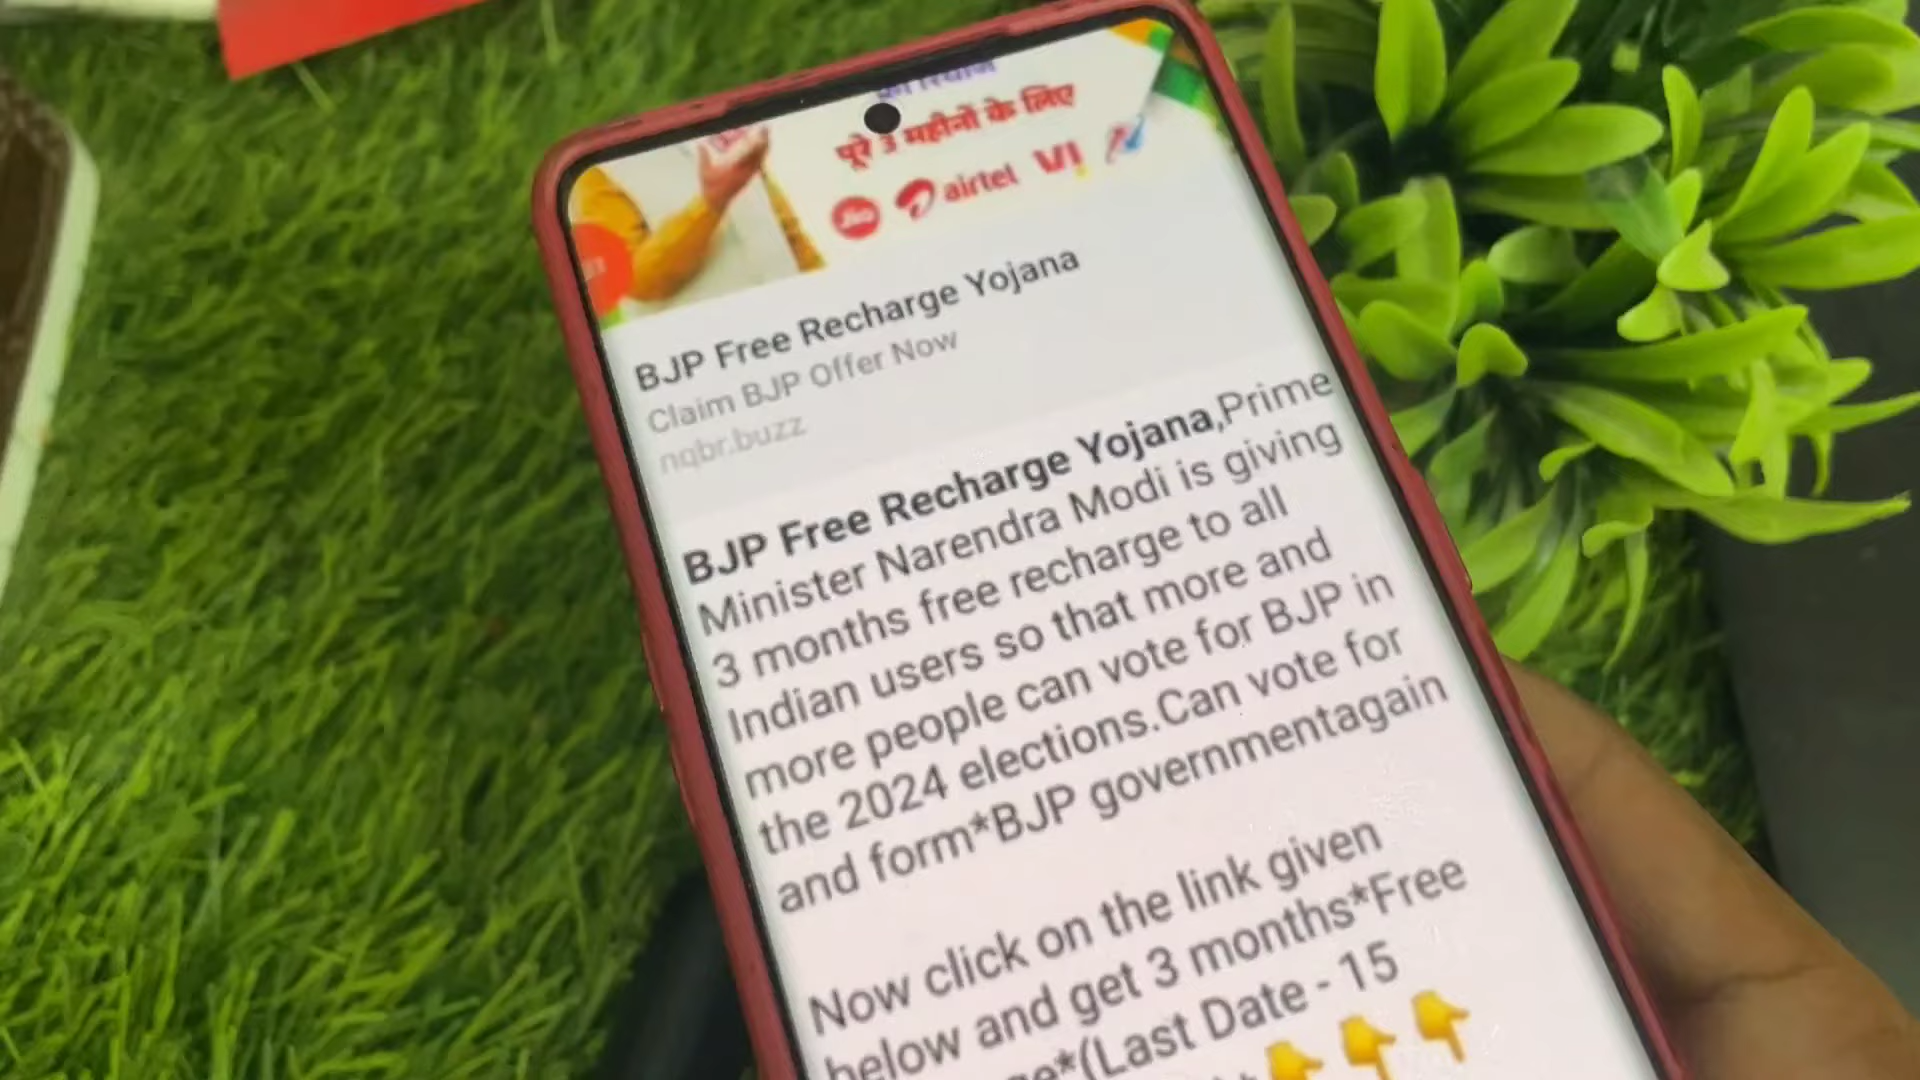 पूरे 3 महीनों के लिए
Jio airtel VI
BJP Free Recharge Yojana
Claim BJP Offer Now
nqbr.buzz
BJP Free Recharge Yojana,Prime
Minister Narendra Modi is giving
3 months free recharge to all
Indian users so that more and
more people can vote for BJP in
the 2024 elections.Can vote for
and form*BJP governmentagain
Now click on the link given
below and get 3 months*Free
(Last Date - 15